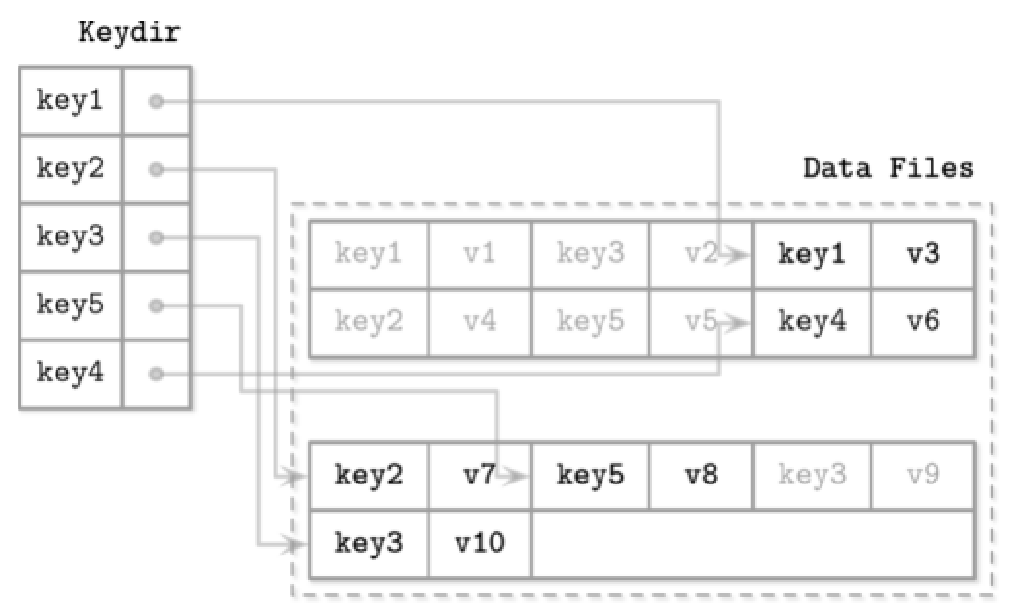 Keydir
key1
key2
key3
key5
key4
Data Files
key1 v1 key3 v2 key1 v3
key2 v4 key5 v5 key4 v6
key2 v7 key5 v8 key3 v9
key3 v10